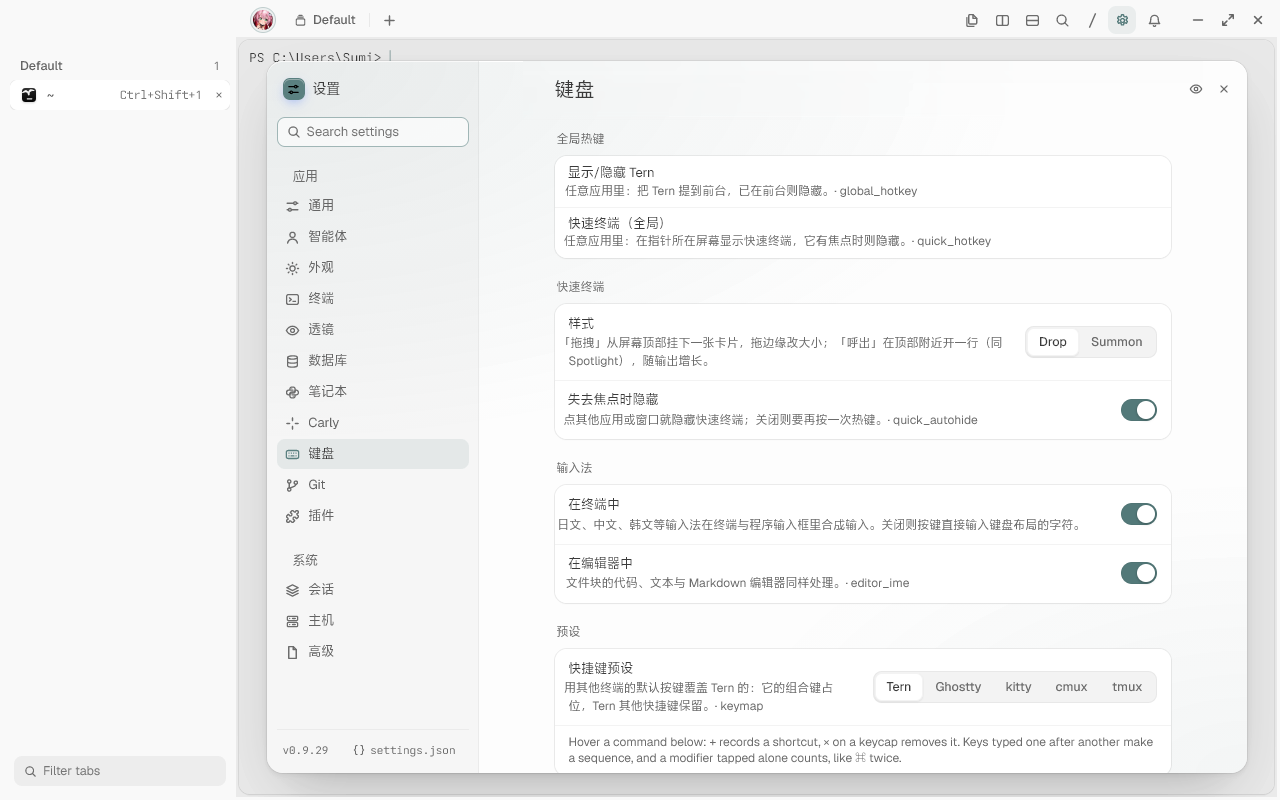 Default
PS C:\Users\Sumi>
Default 1
~ Ctrl+Shift+1 ×
Filter tabs
设置
Search settings
应用
通用
智能体
外观
终端
透镜
数据库
笔记本
Carly
键盘
Git
插件
系统
会话
主机
高级
v0.9.29 {} settings.json
键盘
全局热键
显示/隐藏 Tern
任意应用里：把 Tern 提到前台，已在前台则隐藏。· global_hotkey
快速终端（全局）
任意应用里：在指针所在屏幕显示快速终端，它有焦点时则隐藏。· quick_hotkey
快速终端
样式
「拖拽」从屏幕顶部挂下一张卡片，拖边缘改大小；「呼出」在顶部附近开一行（同
Spotlight），随输出增长。
Drop Summon
失去焦点时隐藏
点其他应用或窗口就隐藏快速终端；关闭则要再按一次热键。· quick_autohide
输入法
在终端中
日文、中文、韩文等输入法在终端与程序输入框里合成输入。关闭则按键直接输入键盘布局的字符。
在编辑器中
文件块的代码、文本与 Markdown 编辑器同样处理。· editor_ime
预设
快捷键预设
用其他终端的默认按键覆盖 Tern 的：它的组合键占
位，Tern 其他快捷键保留。· keymap
Tern Ghostty kitty cmux tmux
Hover a command below: + records a shortcut, × on a keycap removes it. Keys typed one after another make
a sequence, and a modifier tapped alone counts, like ⌘ twice.